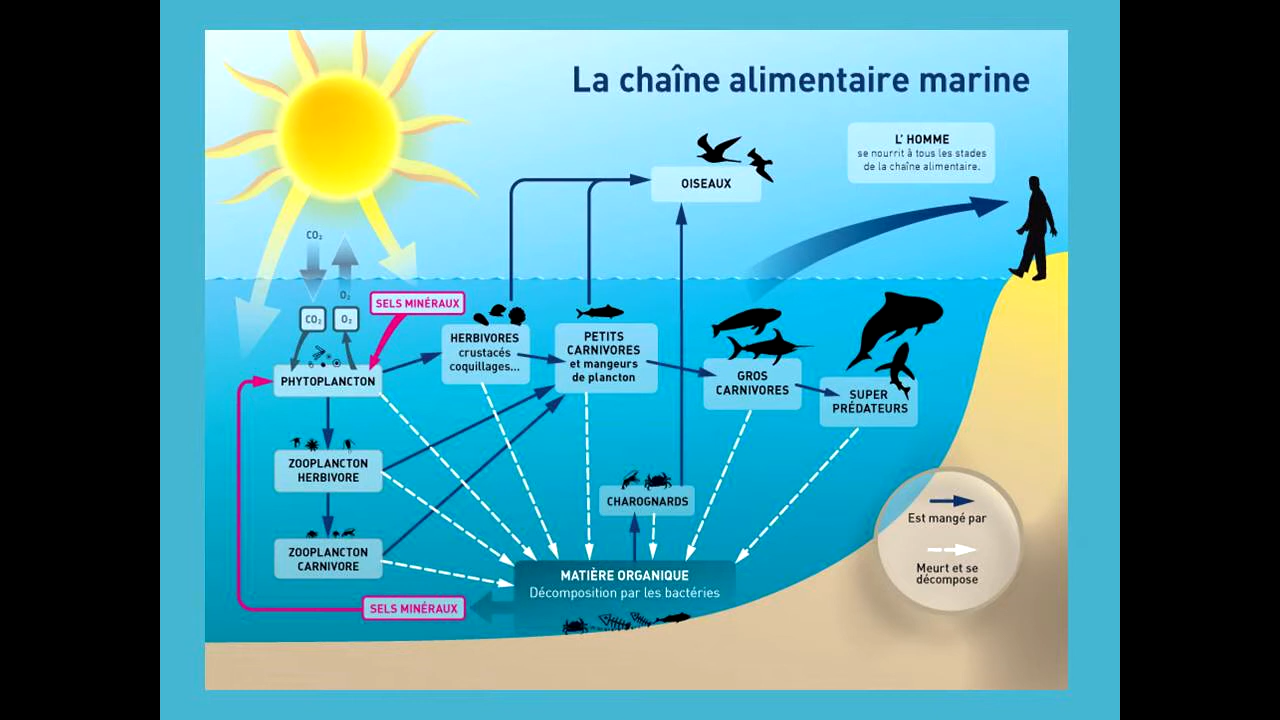 La chaîne alimentaire marine
L' HOMME
se nourrit à tous les stades
de la chaîne alimentaire.
OISEAUX
CO₂
O₂
SELS MINÉRAUX
CO₂
O₂
HERBIVORES
crustacés
coquillages...
PETITS
CARNIVORES
et mangeurs
de plancton
PHYTOPLANCTON
GROS
CARNIVORES
SUPER
PRÉDATEURS
ZOOPLANCTON
HERBIVORE
CHAROGNARDS
Est mangé par
ZOOPLANCTON
CARNIVORE
MATIÈRE ORGANIQUE
Décomposition par les bactéries
Meurt et se
décompose
SELS MINÉRAUX